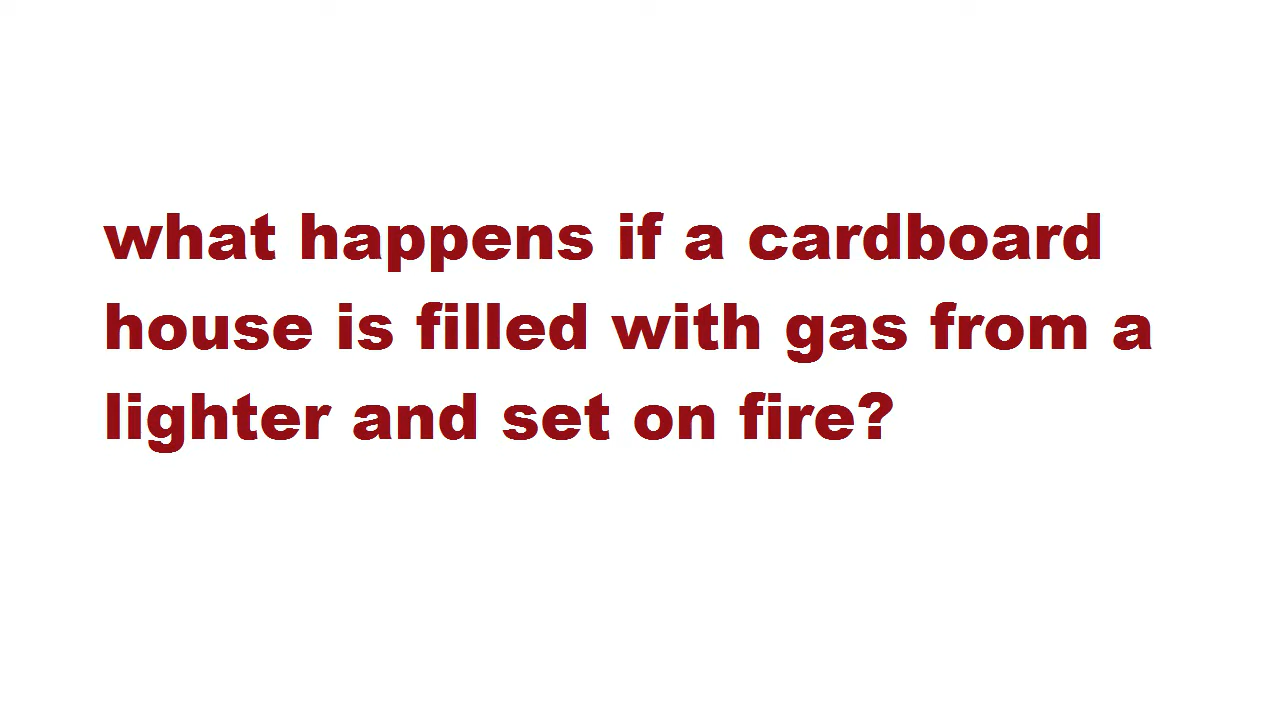 what happens if a cardboard
house is filled with gas from a
lighter and set on fire?